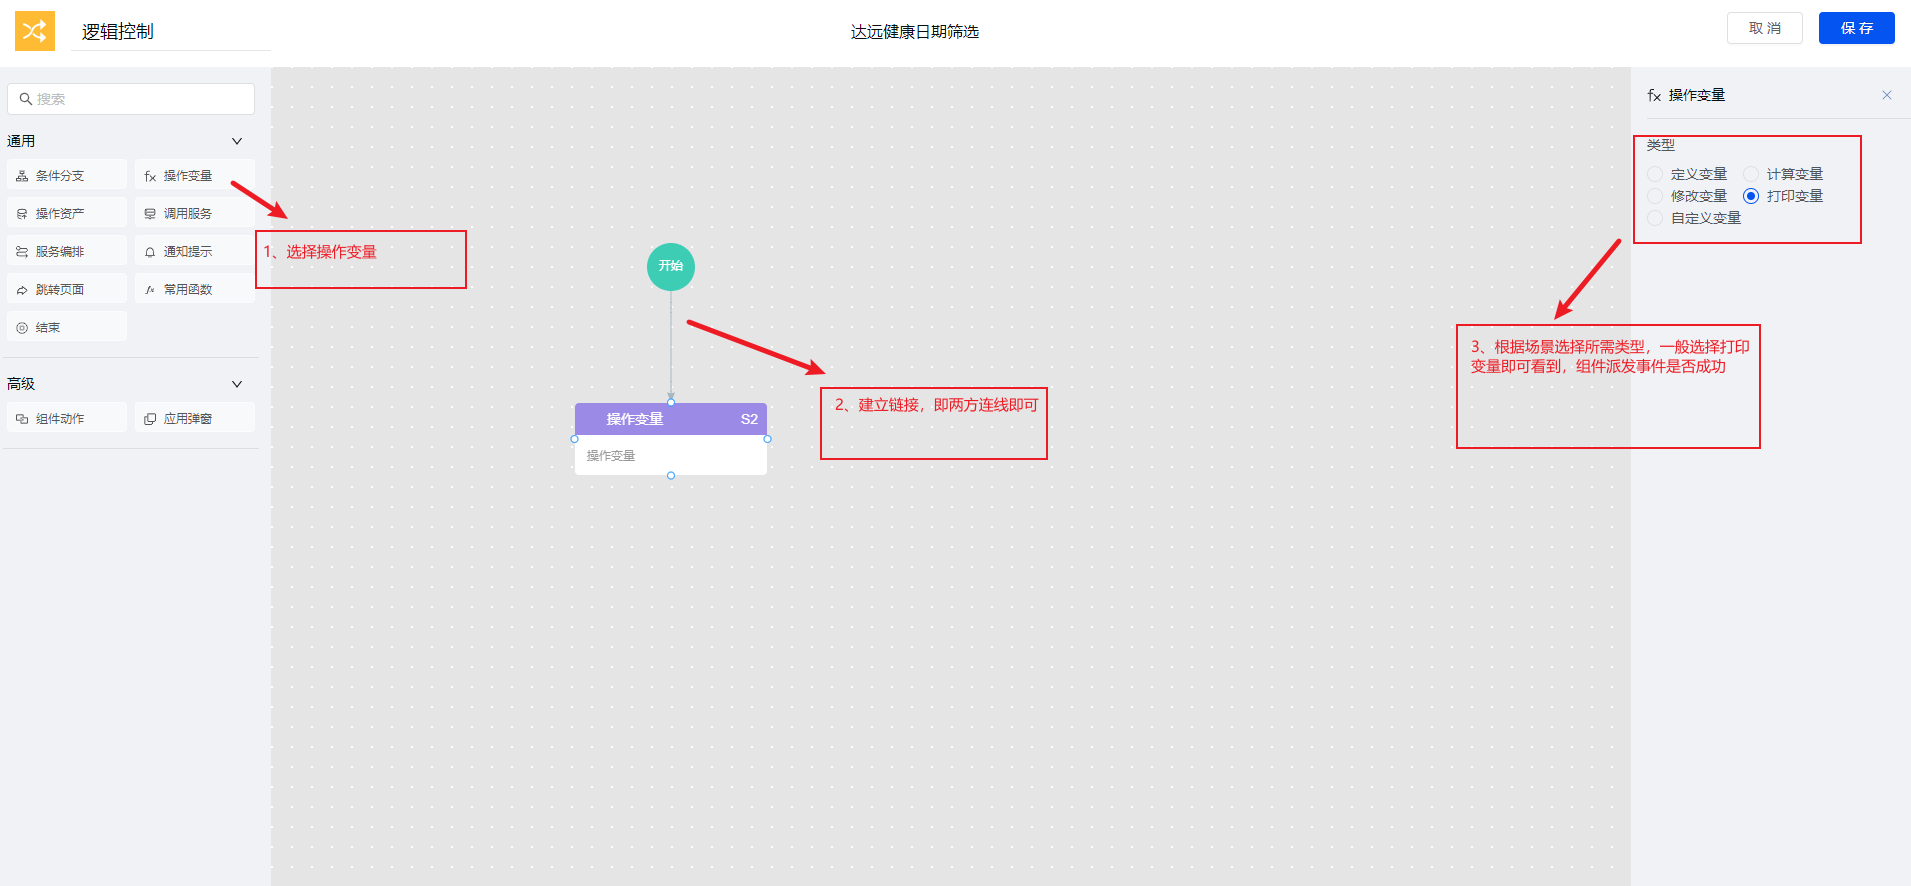 逻辑控制
达远健康日期筛选
取 消
保 存
搜索
通用
条件分支
操作变量
操作资产
调用服务
服务编排
通知提示
跳转页面
常用函数
结束
高级
组件动作
应用弹窗
1、选择操作变量
开始
2、建立链接，即两方连线即可
操作变量
S2
操作变量
操作变量
类型
定义变量
计算变量
修改变量
打印变量
自定义变量
3、根据场景选择所需类型，一般选择打印
变量即可看到，组件派发事件是否成功